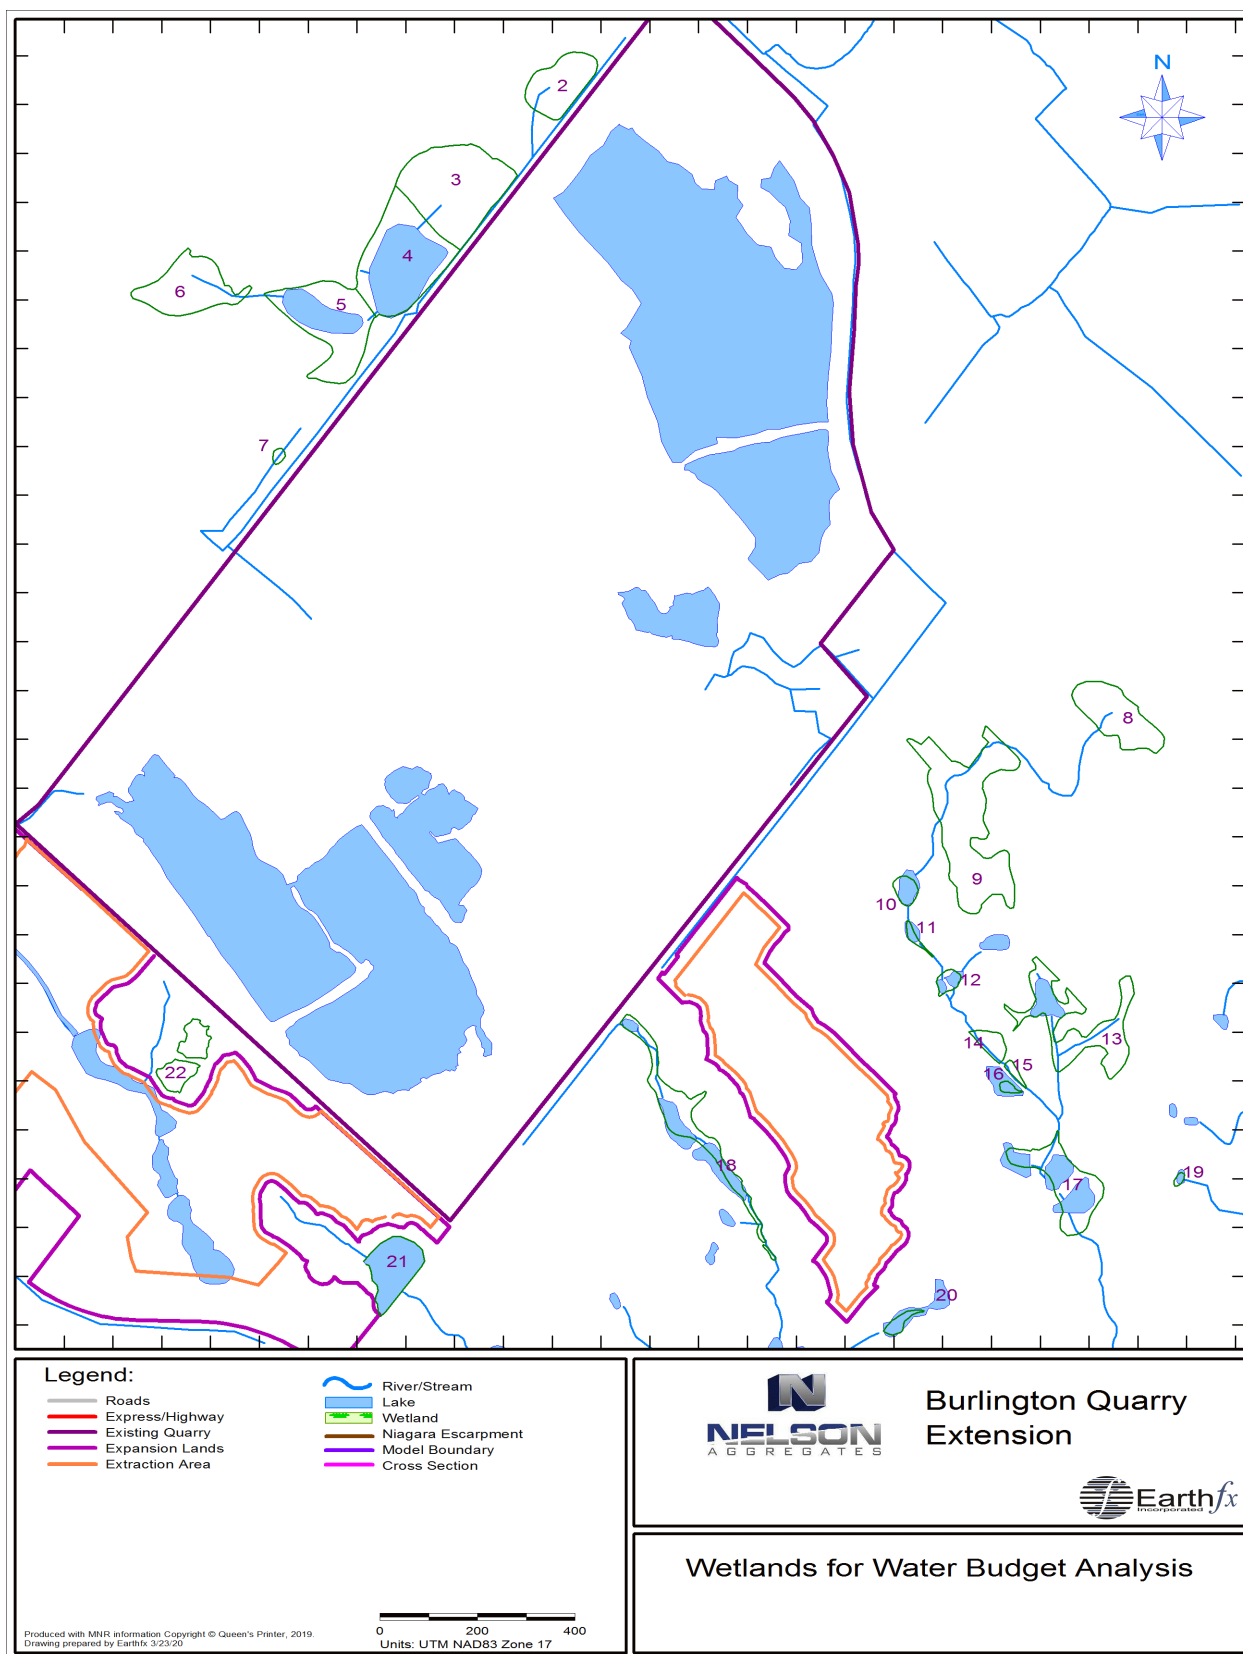 N
2
3
4
6
5
7
8
9
10
11
12
14
13
15
16
22
18
17
19
21
20
Legend:
Roads
Express/Highway
Existing Quarry
Expansion Lands
Extraction Area
River/Stream
Lake
Wetland
Niagara Escarpment
Model Boundary
Cross Section
0 200 400
Units: UTM NAD83 Zone 17
Produced with MNR information Copyright © Queen's Printer, 2019.
Drawing prepared by Earthfx 3/23/20
N
NELSON
AGGREGATES
Burlington Quarry
Extension
Earthfx
Incorporated
Wetlands for Water Budget Analysis